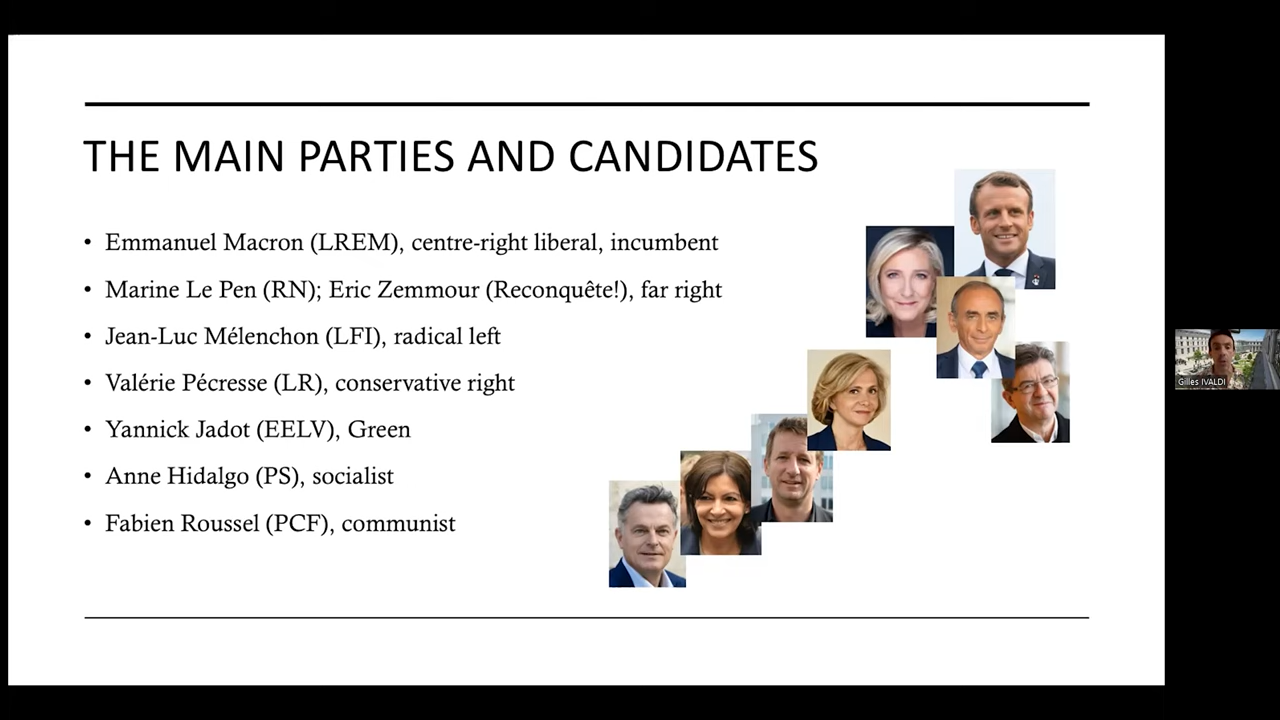 THE MAIN PARTIES AND CANDIDATES
• Emmanuel Macron (LREM), centre-right liberal, incumbent
• Marine Le Pen (RN); Eric Zemmour (Reconquête!), far right
• Jean-Luc Mélenchon (LFI), radical left
• Valérie Pécresse (LR), conservative right
• Yannick Jadot (EELV), Green
• Anne Hidalgo (PS), socialist
• Fabien Roussel (PCF), communist
Gilles IVALDI